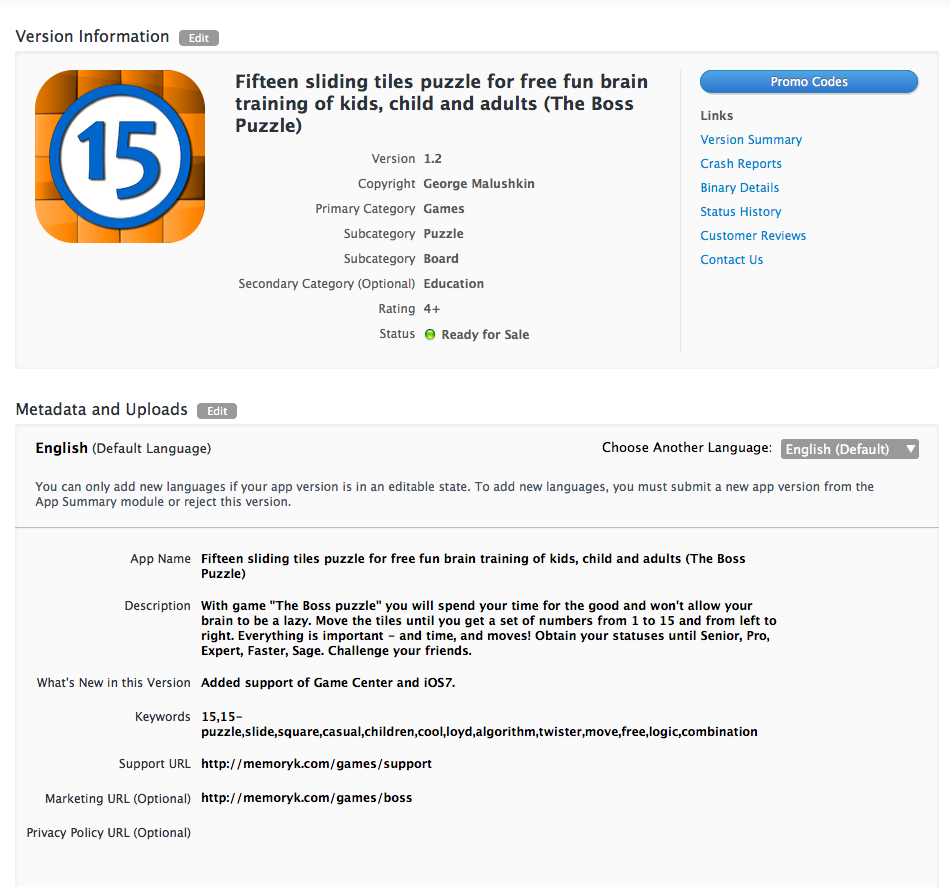 Version Information Edit
15
Fifteen sliding tiles puzzle for free fun brain
training of kids, child and adults (The Boss
Puzzle)
Version 1.2
Copyright George Malushkin
Primary Category Games
Subcategory Puzzle
Subcategory Board
Secondary Category (Optional) Education
Rating 4+
Status Ready for Sale
Promo Codes
Links
Version Summary
Crash Reports
Binary Details
Status History
Customer Reviews
Contact Us
Metadata and Uploads Edit
English (Default Language)
Choose Another Language: English (Default)
You can only add new languages if your app version is in an editable state. To add new languages, you must submit a new app version from the
App Summary module or reject this version.
App Name Fifteen sliding tiles puzzle for free fun brain training of kids, child and adults (The Boss
Puzzle)
Description With game "The Boss puzzle" you will spend your time for the good and won't allow your
brain to be a lazy. Move the tiles until you get a set of numbers from 1 to 15 and from left to
right. Everything is important - and time, and moves! Obtain your statuses until Senior, Pro,
Expert, Faster, Sage. Challenge your friends.
What's New in this Version Added support of Game Center and iOS7.
Keywords 15,15-
puzzle,slide,square,casual,children,cool,loyd,algorithm,twister,move,free,logic,combination
Support URL http://memoryk.com/games/support
Marketing URL (Optional) http://memoryk.com/games/boss
Privacy Policy URL (Optional)